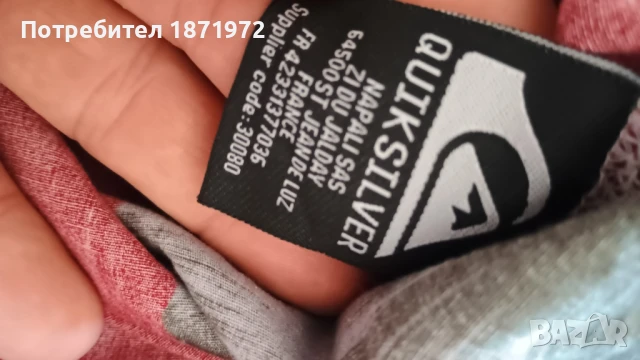 Потребител 1871972
QUIKSILVER
NAPALI SAS
ZI DU JALDAY
64500 ST JEAN DE LUZ
FRANCE
FR 42331377036
Supplier code: 30080
BAZAR